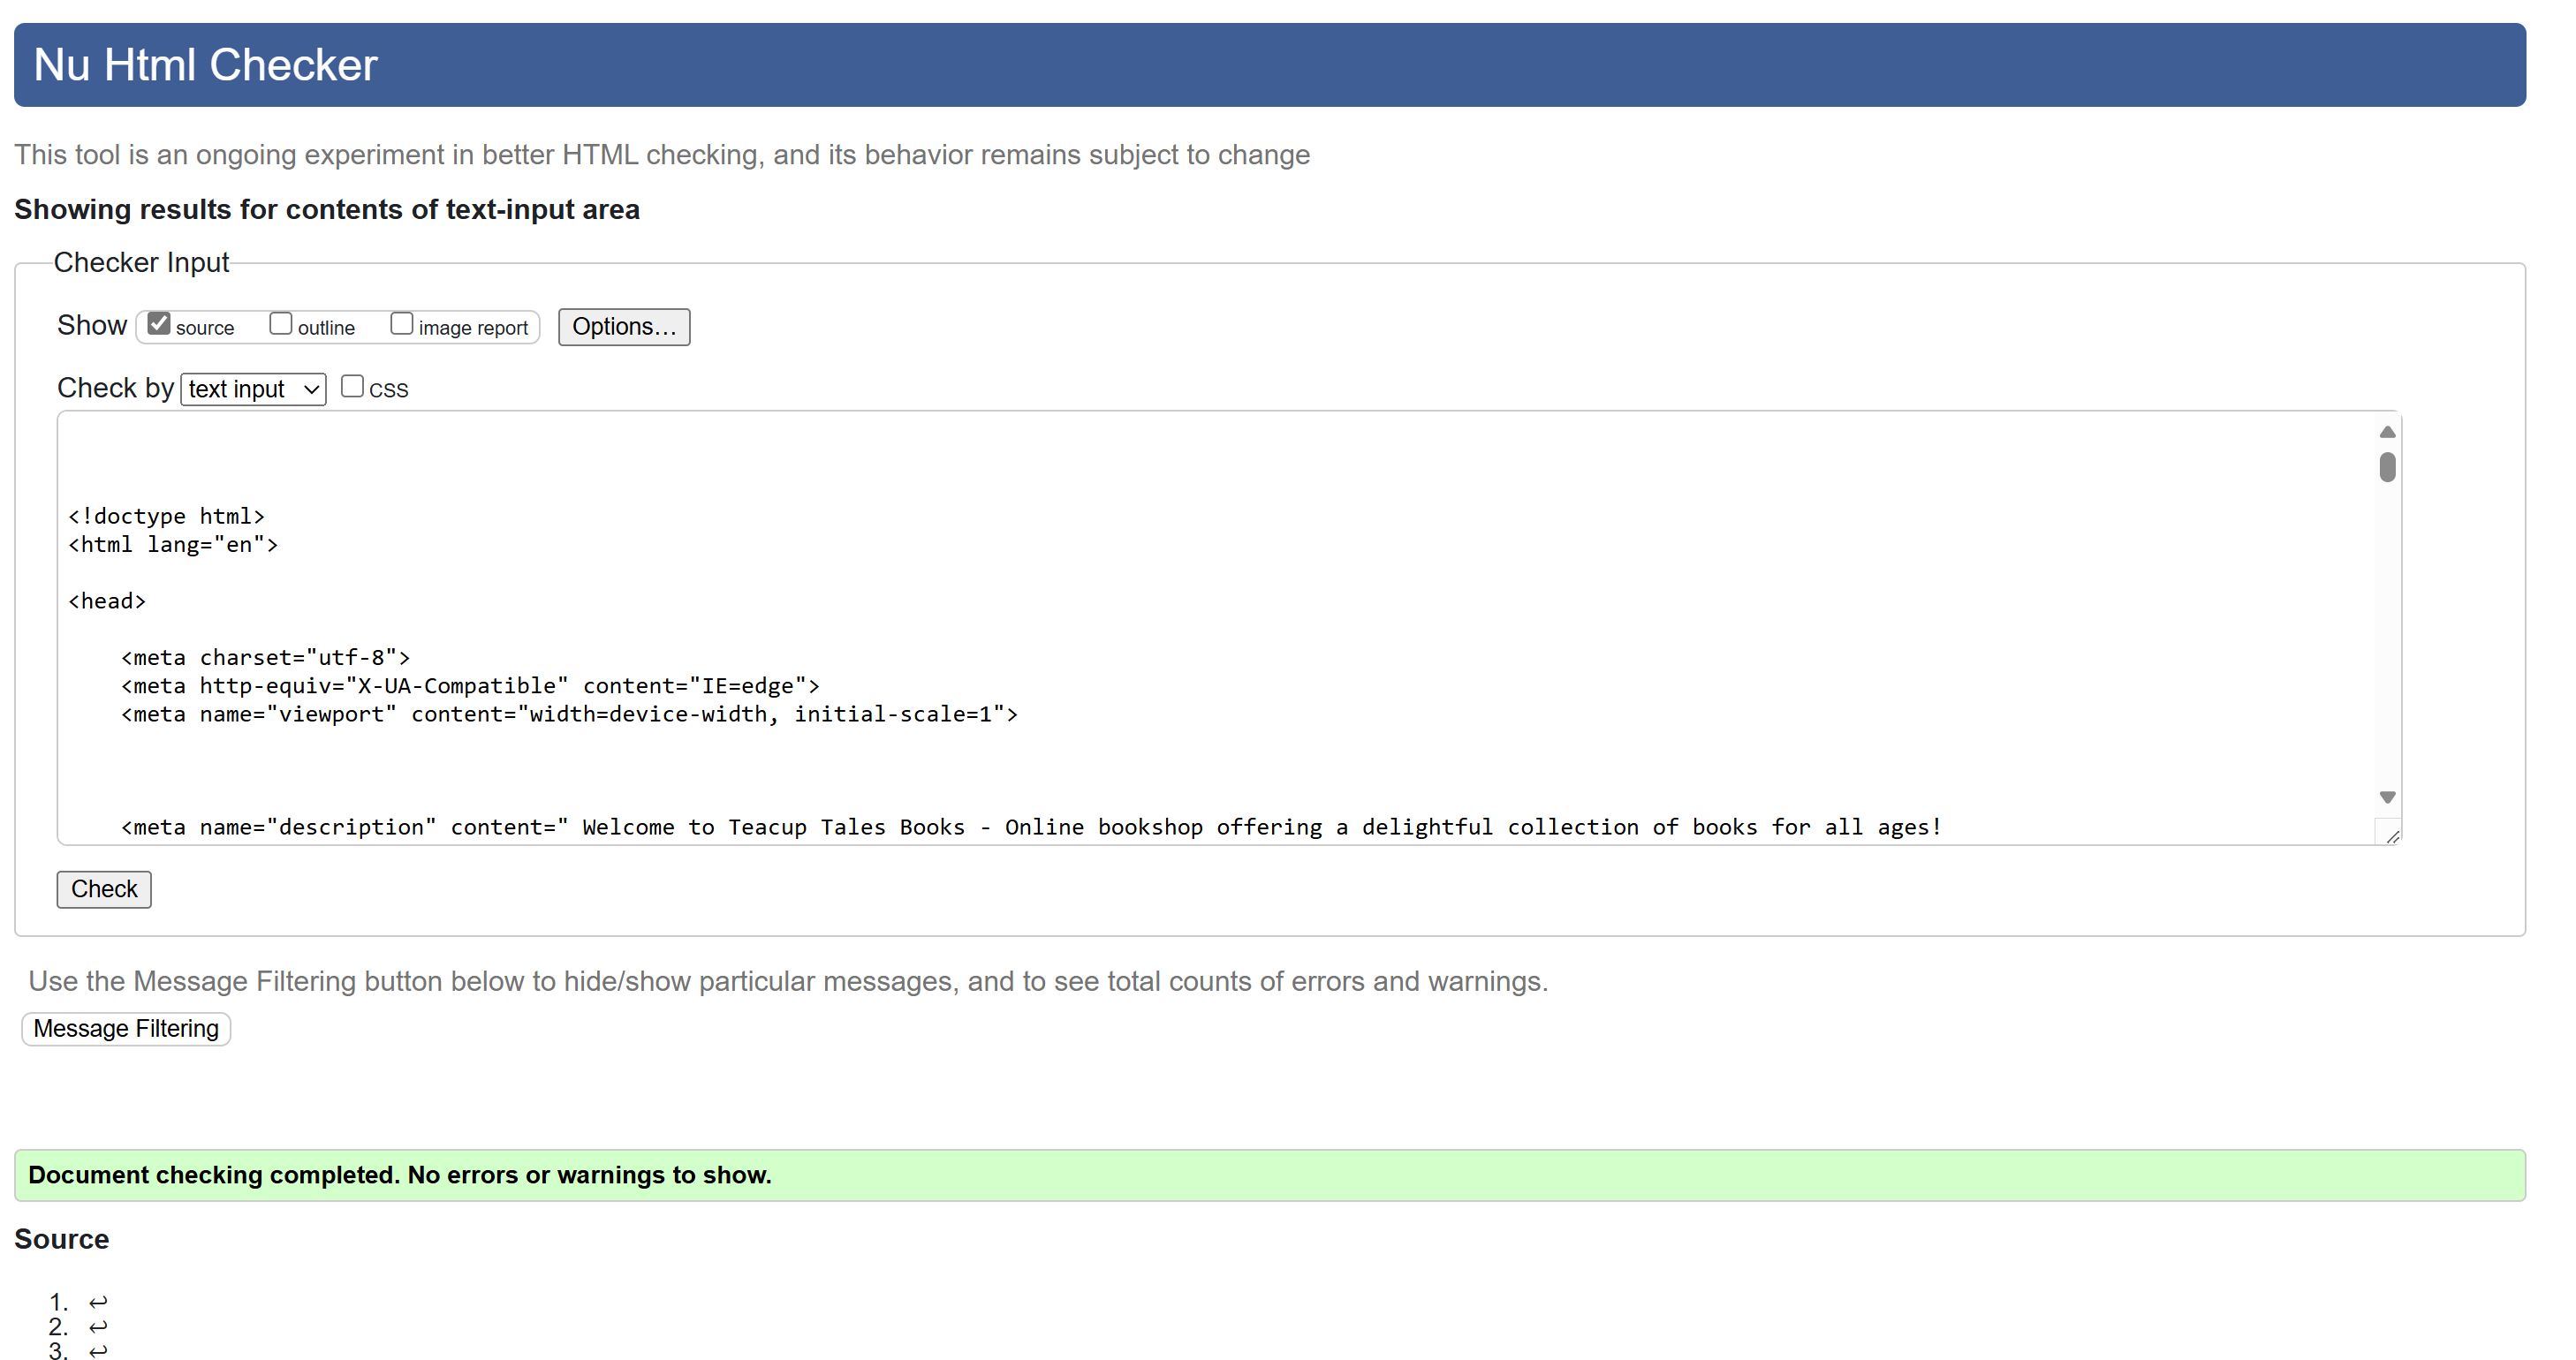 Nu Html Checker
This tool is an ongoing experiment in better HTML checking, and its behavior remains subject to change
Showing results for contents of text-input area
Checker Input
Show source outline image report Options...
Check by text input CSS
<!doctype html>
<html lang="en">
<head>
<meta charset="utf-8">
<meta http-equiv="X-UA-Compatible" content="IE=edge">
<meta name="viewport" content="width=device-width, initial-scale=1">
<meta name="description" content=" Welcome to Teacup Tales Books - Online bookshop offering a delightful collection of books for all ages!
Check
Use the Message Filtering button below to hide/show particular messages, and to see total counts of errors and warnings.
Message Filtering
Document checking completed. No errors or warnings to show.
Source
1. ↩
2. ↩
3. ↩